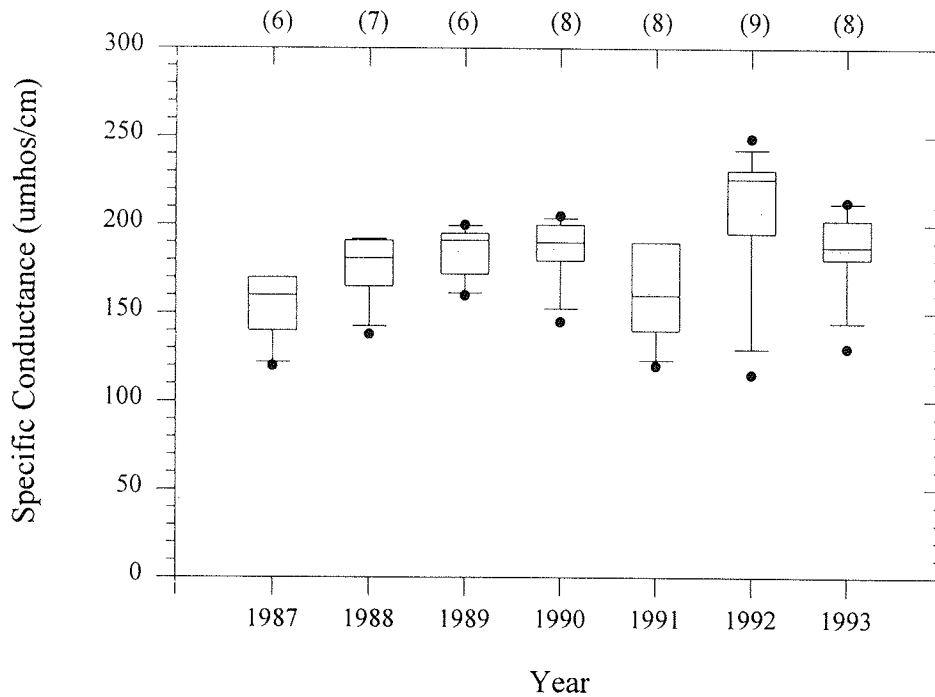 (6) (7) (6) (8) (8) (9) (8)
300
250
200
150
100
50
0
Specific Conductance (umhos/cm)
1987 1988 1989 1990 1991 1992 1993
Year